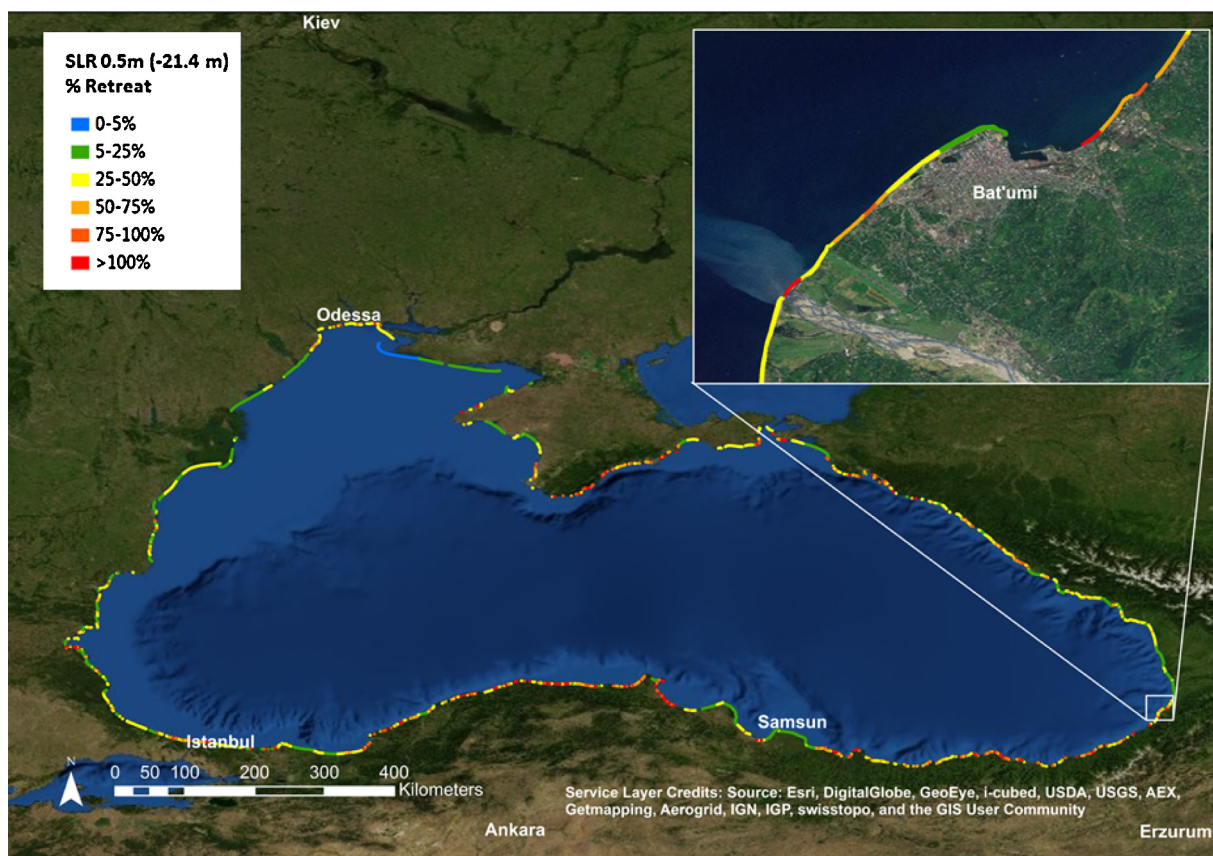 Kiev
SLR 0.5m (-21.4 m)
% Retreat
0-5%
5-25%
25-50%
50-75%
75-100%
>100%
Bat'umi
Odessa
Samsun
Istanbul
N
0 50 100 200 300 400
Kilometers
Service Layer Credits: Source: Esri, DigitalGlobe, GeoEye, i-cubed, USDA, USGS, AEX,
Getmapping, Aerogrid, IGN, IGP, swisstopo, and the GIS User Community
Ankara
Erzurum